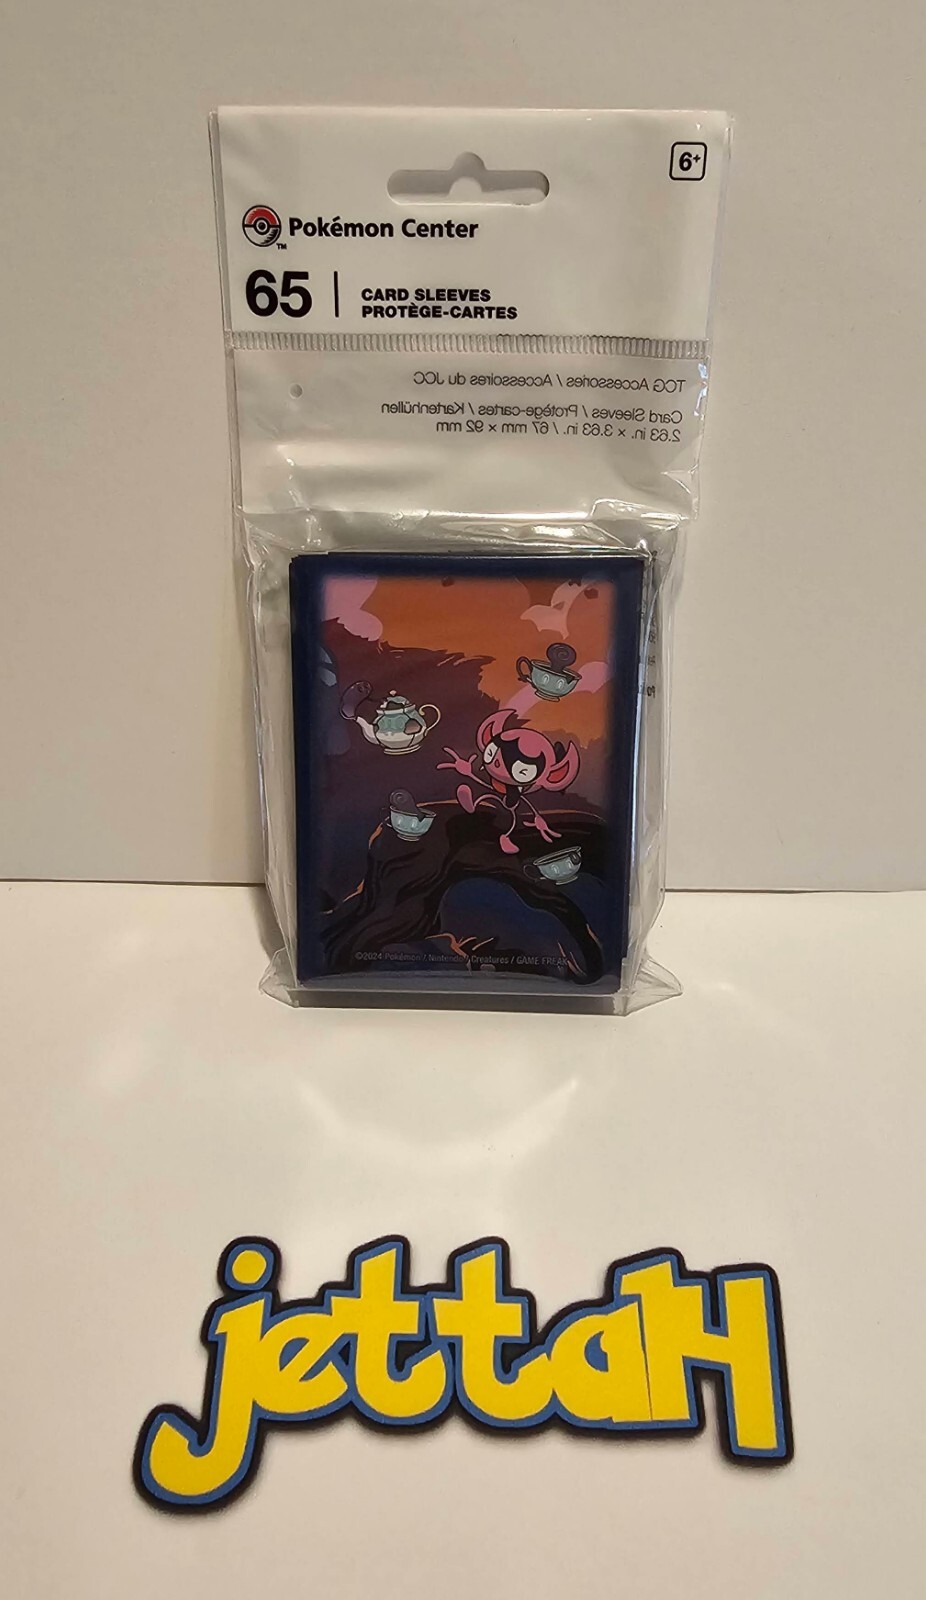 6+
Pokémon Center
TM
65
CARD SLEEVES
PROTÈGE-CARTES
TCG Accessories / Accessoires du JCC
Card Sleeves / Protège-cartes / Kartenhüllen
2.63 in. × 3.63 in. / 67 mm × 92 mm
©2024 Pokémon / Nintendo / Creatures / GAME FREAK
jettaH